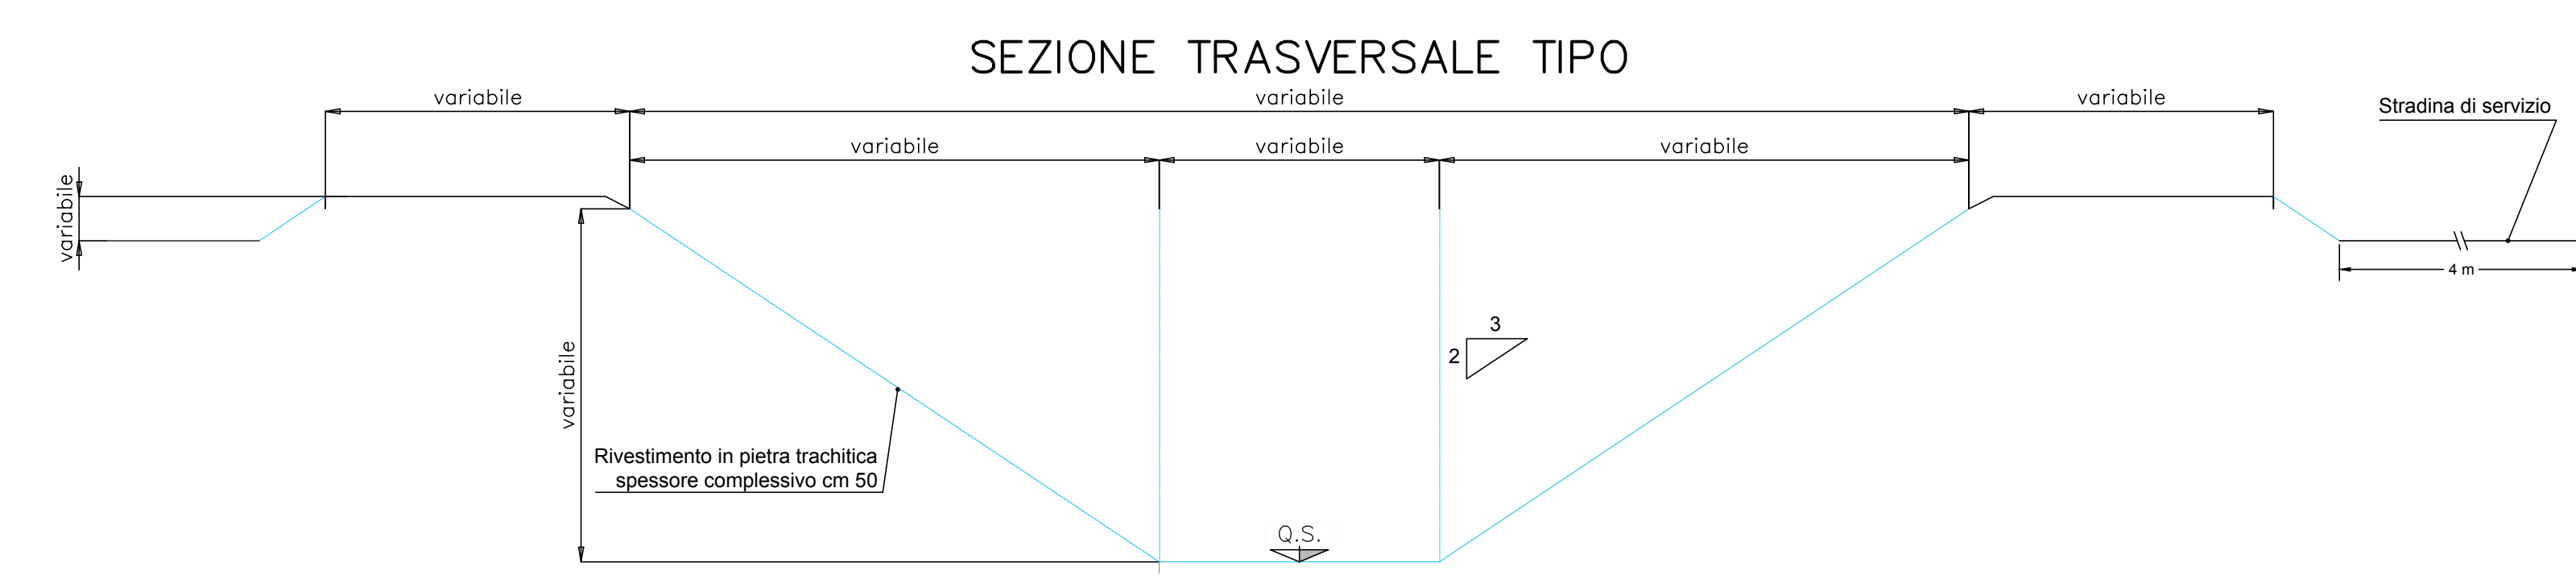 SEZIONE TRASVERSALE TIPO
variabile
variabile
variabile
Stradina di servizio
variabile
variabile
variabile
variabile
4 m
3
2
variabile
Rivestimento in pietra trachitica
spessore complessivo cm 50
Q.S.